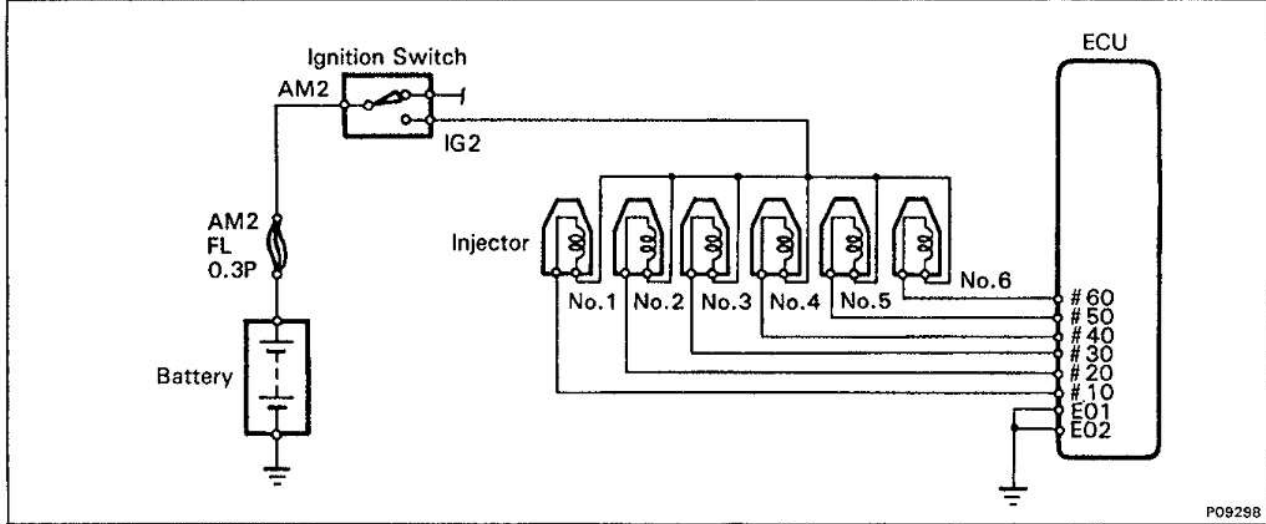 ECU
Ignition Switch
AM2
IG2
AM2
FL
0.3P
Injector
No.1 No.2 No.3 No.4 No.5 No.6
#60
#50
#40
#30
#20
#10
E01
E02
Battery
P09298